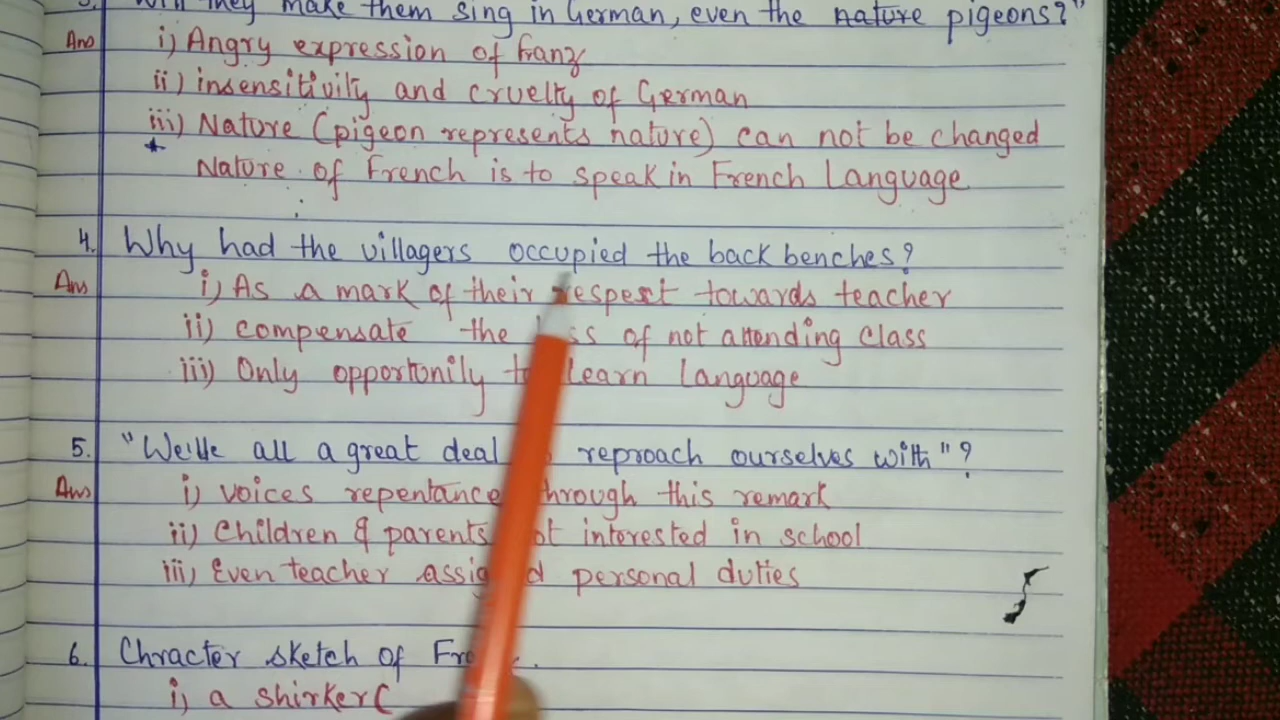 they make them sing in German, even the nature pigeons?"
Ans i) Angry expression of Franz
ii) insensitivily and cruelty of German
iii) Nature (pigeon represents nature) can not be changed
Nature of French is to speak in French Language
4. Why had the villagers occupied the back benches?
Ans i) As a mark of their respect towards teacher
ii) compensate the of not attending class
iii) Only opportunily learn Language
5. "We'Ve all a great deal reproach ourselves with"?
Ans i) voices repentance through this remark
ii) Children & parents not interested in school
iii) Even teacher personal duties
6. Chracter sketch of
i) a shirker (